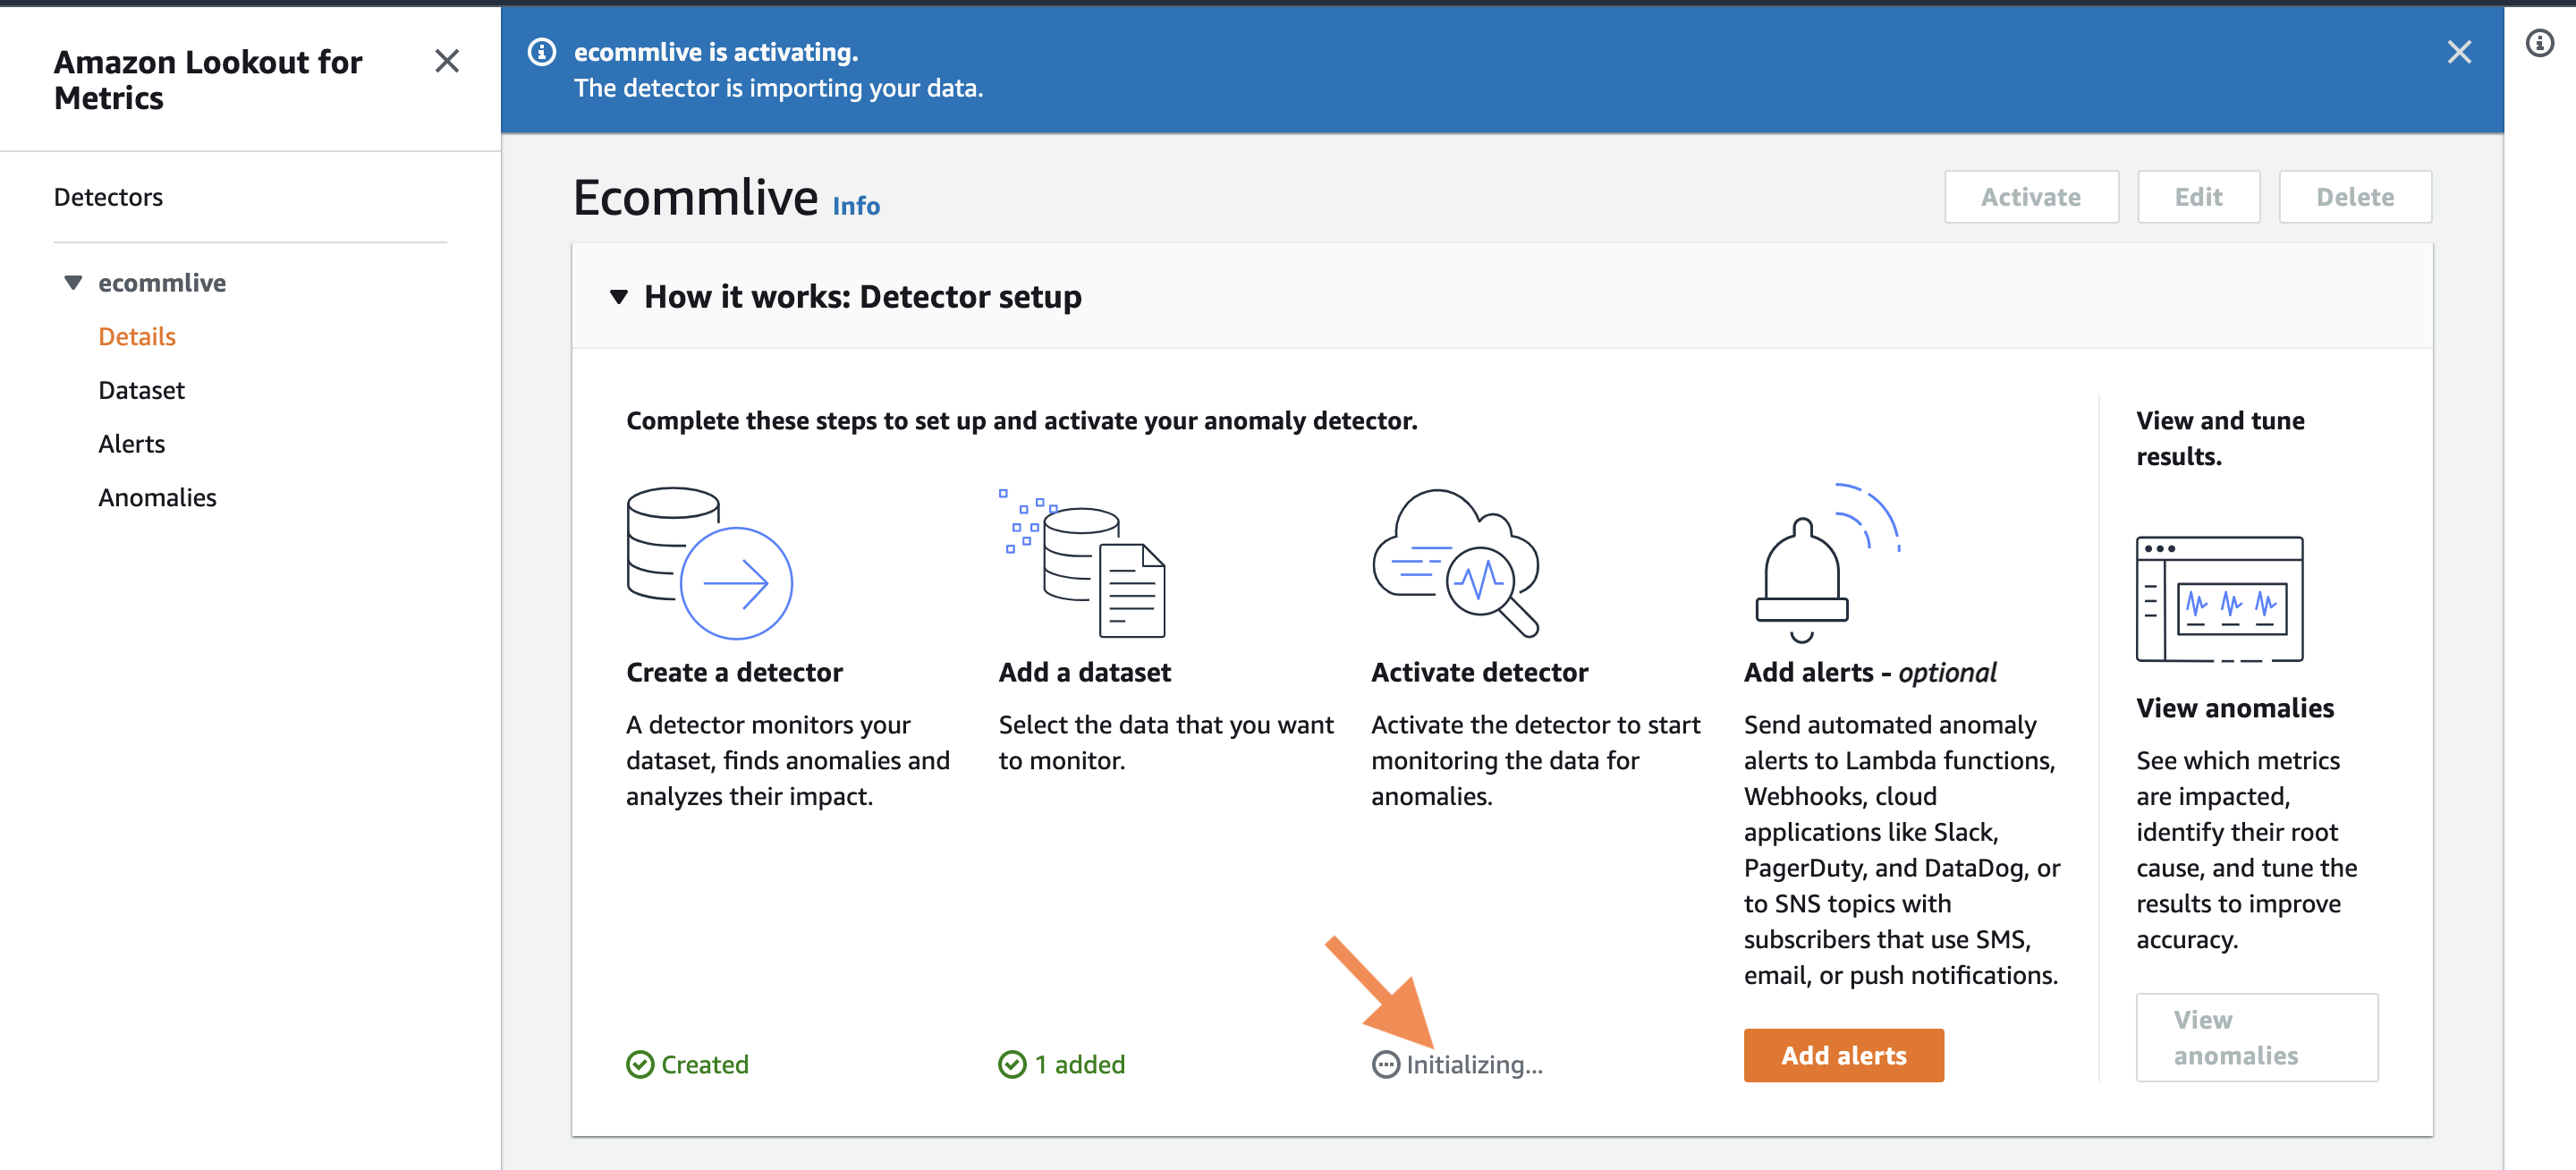 Amazon Lookout for
Metrics
Detectors
ecommlive
Details
Dataset
Alerts
Anomalies
ecommlive is activating.
The detector is importing your data.
Ecommlive Info
Activate
Edit
Delete
How it works: Detector setup
Complete these steps to set up and activate your anomaly detector.
Create a detector
A detector monitors your
dataset, finds anomalies and
analyzes their impact.
Created
Add a dataset
Select the data that you want
to monitor.
1 added
Activate detector
Activate the detector to start
monitoring the data for
anomalies.
Initializing...
Add alerts - optional
Send automated anomaly
alerts to Lambda functions,
Webhooks, cloud
applications like Slack,
PagerDuty, and DataDog, or
to SNS topics with
subscribers that use SMS,
email, or push notifications.
Add alerts
View and tune
results.
View anomalies
See which metrics
are impacted,
identify their root
cause, and tune the
results to improve
accuracy.
View
anomalies